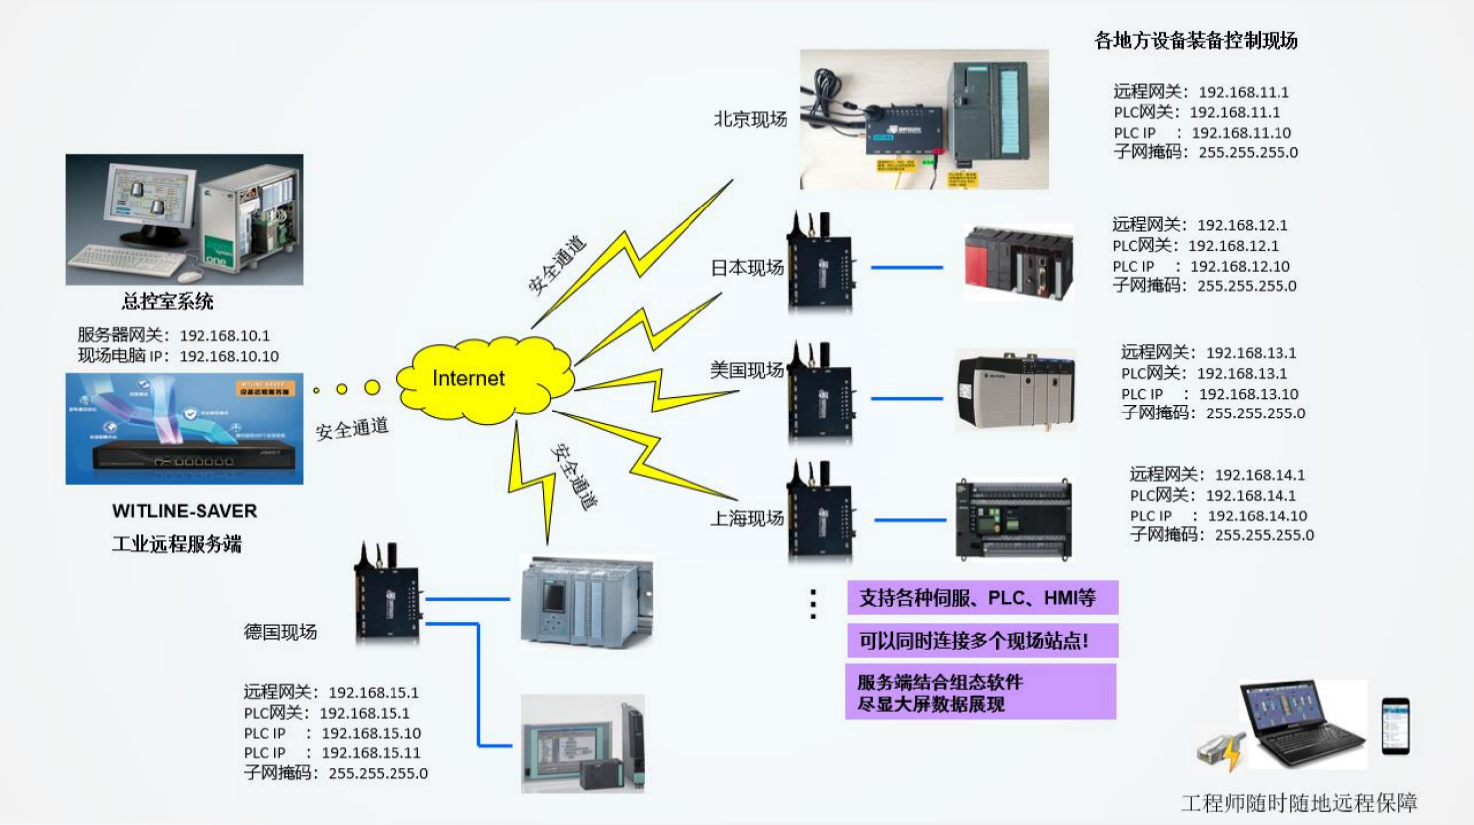 各地方设备装备控制现场
北京现场
远程网关：192.168.11.1
PLC网关：192.168.11.1
PLC IP ：192.168.11.10
子网掩码：255.255.255.0
总控室系统
服务器网关：192.168.10.1
现场电脑 IP：192.168.10.10
WITLINE-SAVER
设备远程服务端
WITLINE-SAVER
工业远程服务端
安全通道
Internet
安全通道
安全通道
日本现场
远程网关：192.168.12.1
PLC网关：192.168.12.1
PLC IP ：192.168.12.10
子网掩码：255.255.255.0
美国现场
远程网关：192.168.13.1
PLC网关：192.168.13.1
PLC IP ：192.168.13.10
子网掩码：255.255.255.0
上海现场
远程网关：192.168.14.1
PLC网关：192.168.14.1
PLC IP ：192.168.14.10
子网掩码：255.255.255.0
德国现场
远程网关：192.168.15.1
PLC网关：192.168.15.1
PLC IP ：192.168.15.10
PLC IP ：192.168.15.11
子网掩码：255.255.255.0
支持各种伺服、PLC、HMI等
可以同时连接多个现场站点!
服务端结合组态软件
尽显大屏数据展现
工程师随时随地远程保障